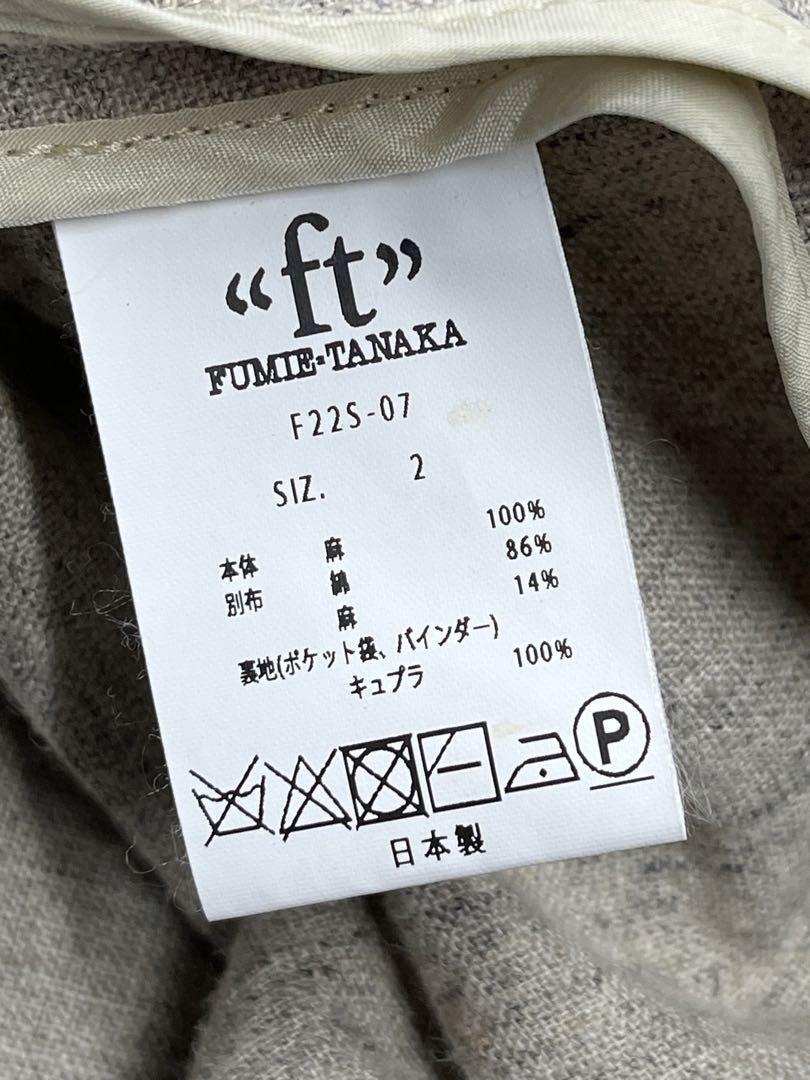 “ft”
FUMIE=TANAKA
F22S-07
SIZ. 2
本体 麻 100%
別布 綿 86%
麻 14%
裏地(ポケット袋、バインダー)
キュプラ 100%
P
日本製